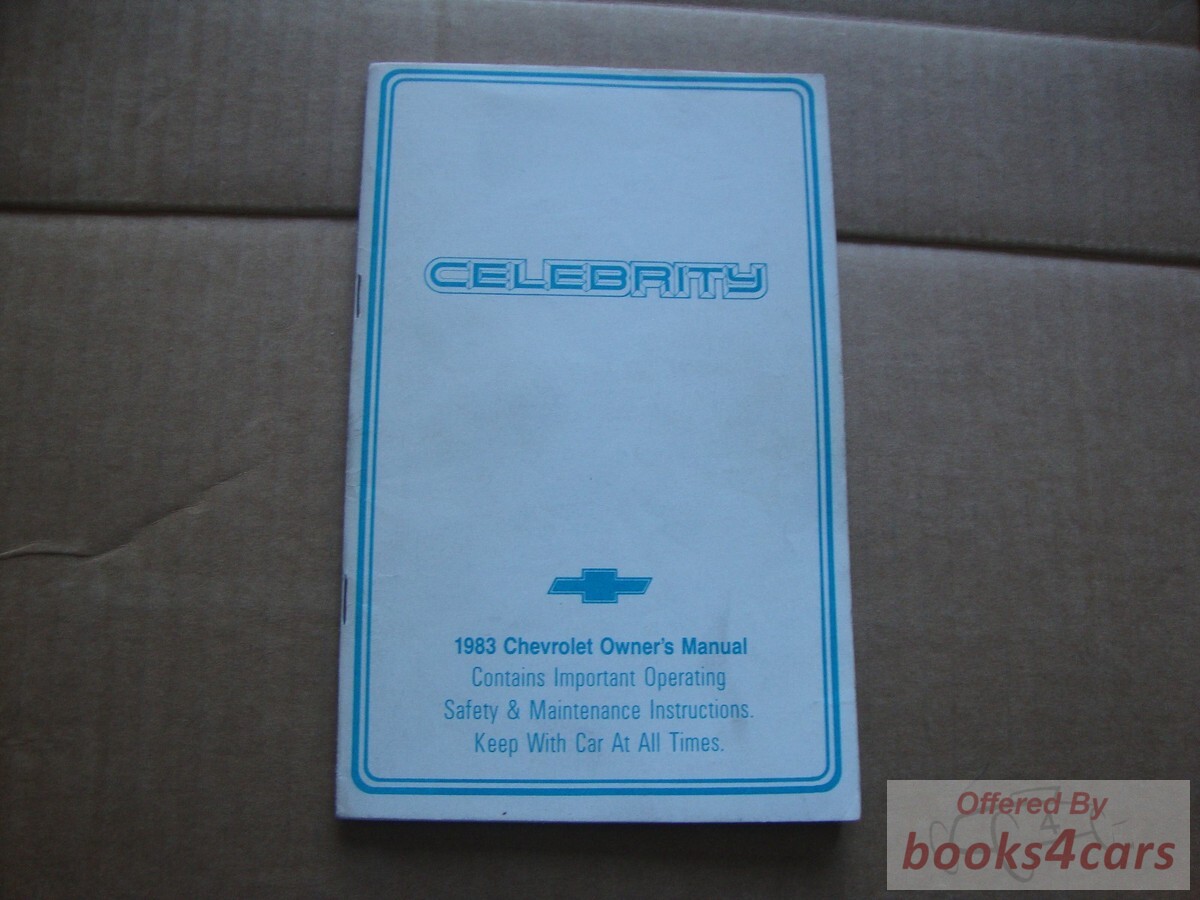 CELEBRITY
1983 Chevrolet Owner's Manual
Contains Important Operating
Safety & Maintenance Instructions.
Keep With Car At All Times.
Offered By
books4cars